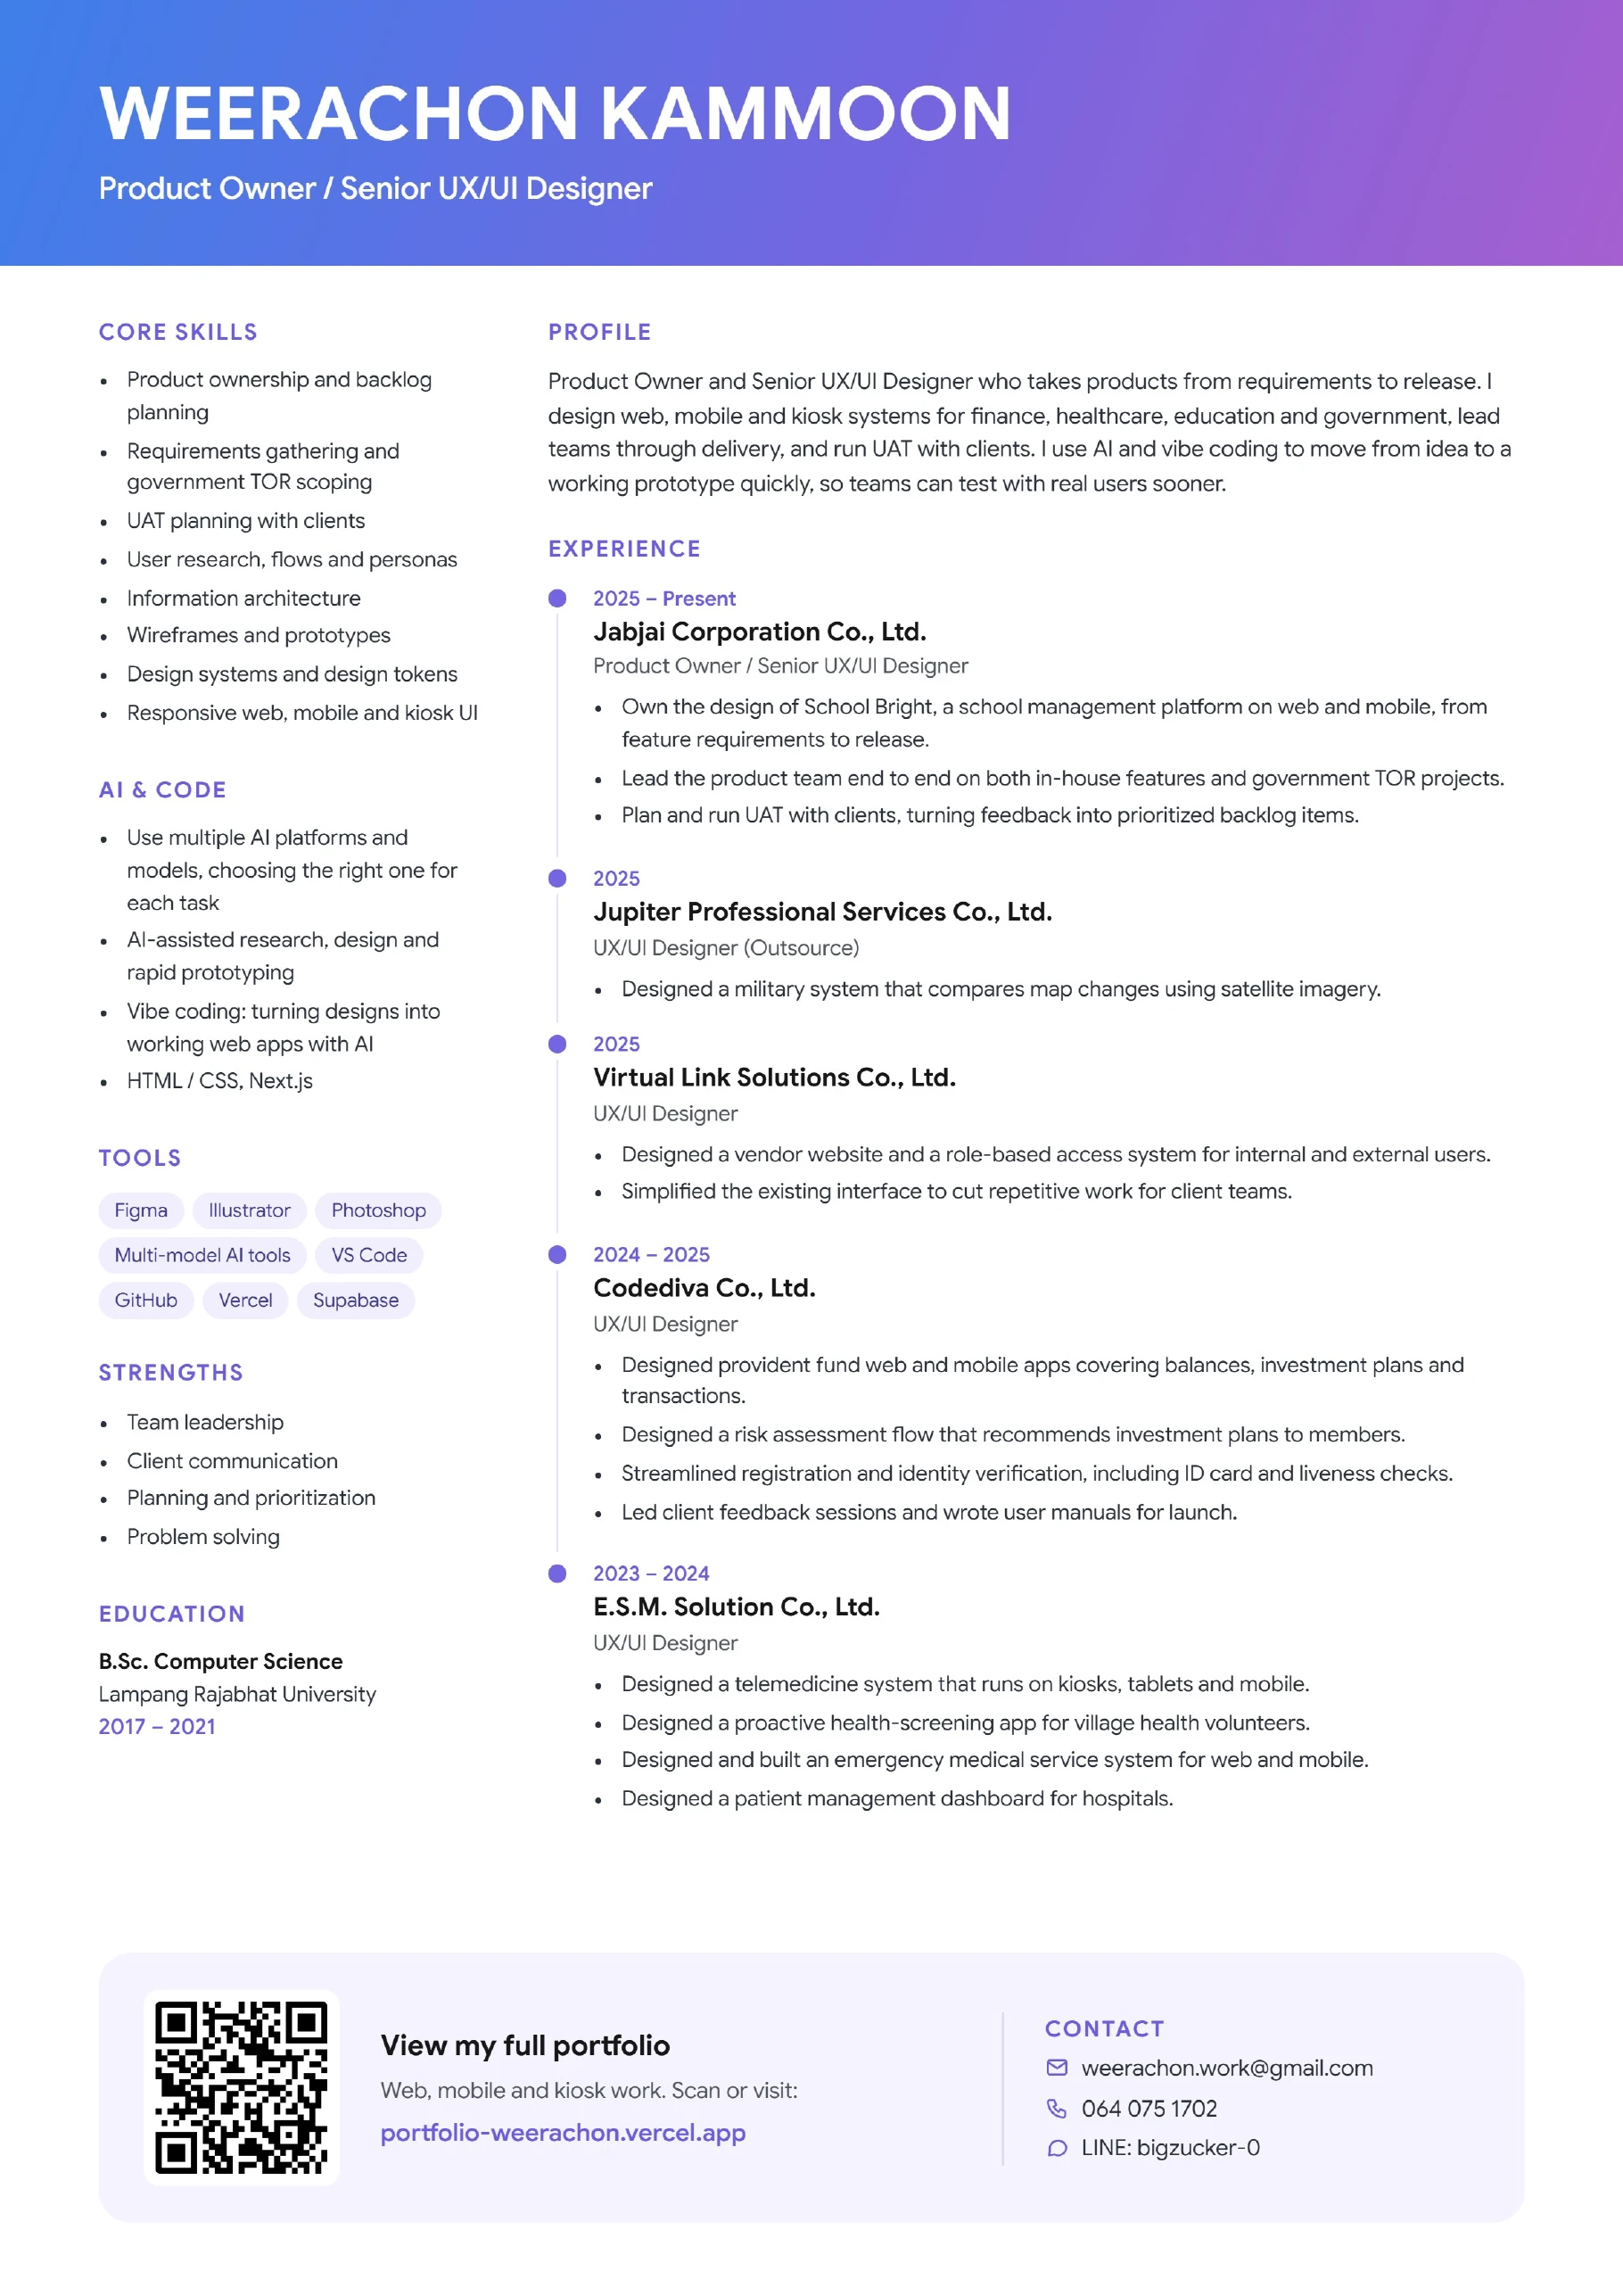 WEERACHON KAMMOON
Product Owner / Senior UX/UI Designer
CORE SKILLS
• Product ownership and backlog
planning
• Requirements gathering and
government TOR scoping
• UAT planning with clients
• User research, flows and personas
• Information architecture
• Wireframes and prototypes
• Design systems and design tokens
• Responsive web, mobile and kiosk UI
AI & CODE
• Use multiple AI platforms and
models, choosing the right one for
each task
• AI-assisted research, design and
rapid prototyping
• Vibe coding: turning designs into
working web apps with AI
• HTML / CSS, Next.js
TOOLS
Figma Illustrator Photoshop
Multi-model AI tools VS Code
GitHub Vercel Supabase
STRENGTHS
• Team leadership
• Client communication
• Planning and prioritization
• Problem solving
EDUCATION
B.Sc. Computer Science
Lampang Rajabhat University
2017 – 2021
PROFILE
Product Owner and Senior UX/UI Designer who takes products from requirements to release. I
design web, mobile and kiosk systems for finance, healthcare, education and government, lead
teams through delivery, and run UAT with clients. I use AI and vibe coding to move from idea to a
working prototype quickly, so teams can test with real users sooner.
EXPERIENCE
2025 – Present
Jabjai Corporation Co., Ltd.
Product Owner / Senior UX/UI Designer
• Own the design of School Bright, a school management platform on web and mobile, from
feature requirements to release.
• Lead the product team end to end on both in-house features and government TOR projects.
• Plan and run UAT with clients, turning feedback into prioritized backlog items.
2025
Jupiter Professional Services Co., Ltd.
UX/UI Designer (Outsource)
• Designed a military system that compares map changes using satellite imagery.
2025
Virtual Link Solutions Co., Ltd.
UX/UI Designer
• Designed a vendor website and a role-based access system for internal and external users.
• Simplified the existing interface to cut repetitive work for client teams.
2024 – 2025
Codediva Co., Ltd.
UX/UI Designer
• Designed provident fund web and mobile apps covering balances, investment plans and
transactions.
• Designed a risk assessment flow that recommends investment plans to members.
• Streamlined registration and identity verification, including ID card and liveness checks.
• Led client feedback sessions and wrote user manuals for launch.
2023 – 2024
E.S.M. Solution Co., Ltd.
UX/UI Designer
• Designed a telemedicine system that runs on kiosks, tablets and mobile.
• Designed a proactive health-screening app for village health volunteers.
• Designed and built an emergency medical service system for web and mobile.
• Designed a patient management dashboard for hospitals.
View my full portfolio
Web, mobile and kiosk work. Scan or visit:
portfolio-weerachon.vercel.app
CONTACT
weerachon.work@gmail.com
064 075 1702
LINE: bigzucker-0